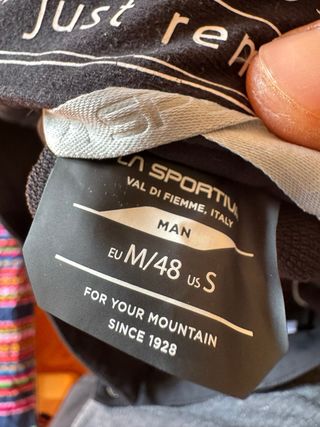 Just re
LA SPORTIVA
VAL DI FIEMME, ITALY
MAN
EU M/48 US S
FOR YOUR MOUNTAIN
SINCE 1928